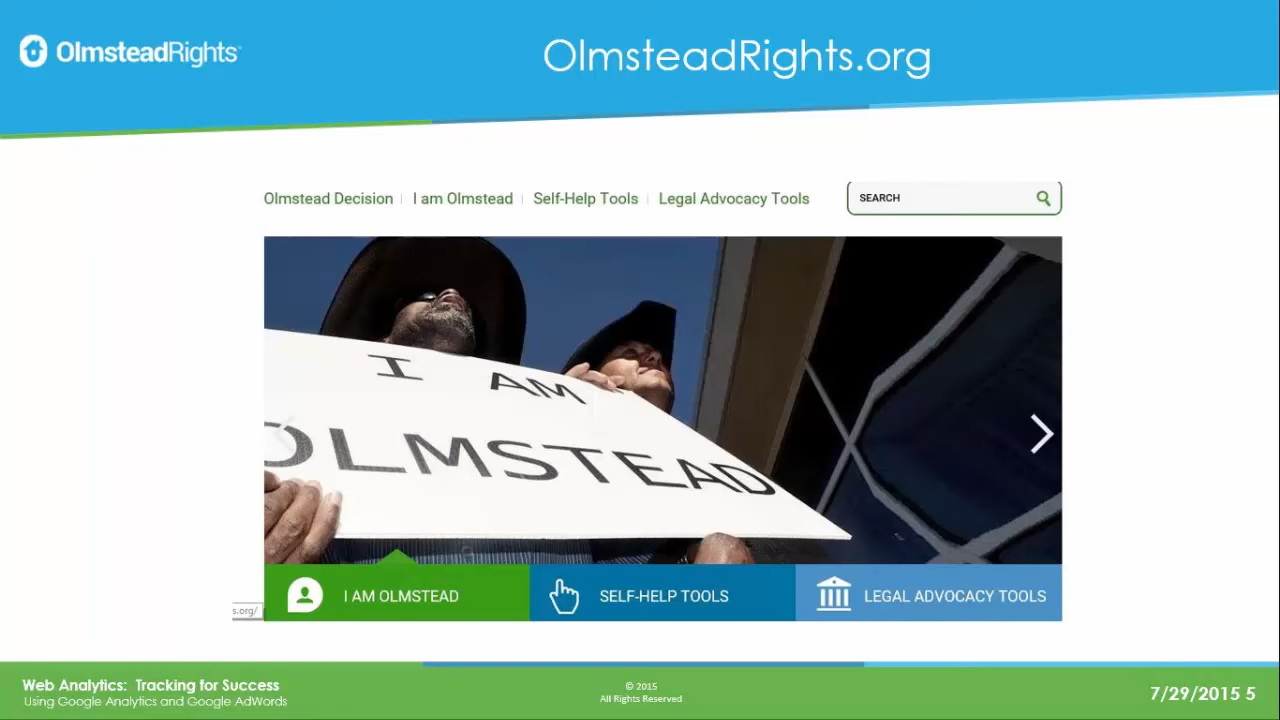 OlmsteadRights
OlmsteadRights.org
Olmstead Decision
I am Olmstead
Self-Help Tools
Legal Advocacy Tools
SEARCH
I AM
OLMSTEAD
s.org/
I AM OLMSTEAD
SELF-HELP TOOLS
LEGAL ADVOCACY TOOLS
Web Analytics: Tracking for Success
Using Google Analytics and Google AdWords
© 2015
All Rights Reserved
7/29/2015 5